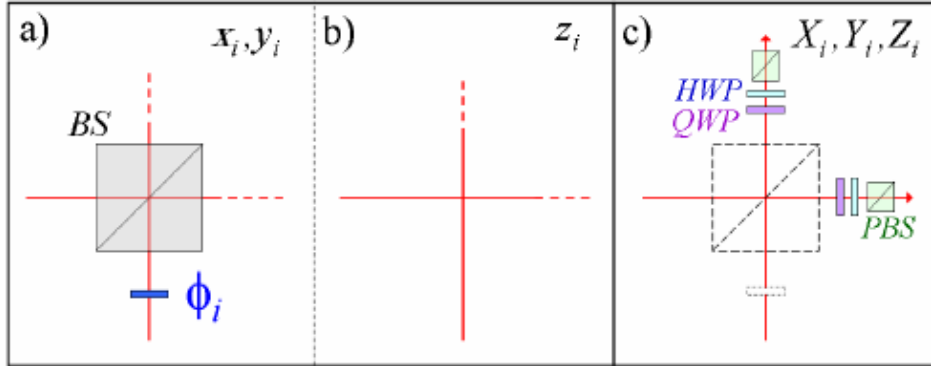 a) x_i, y_i
BS
ϕ_i
b) z_i
c) X_i, Y_i, Z_i
HWP
QWP
PBS